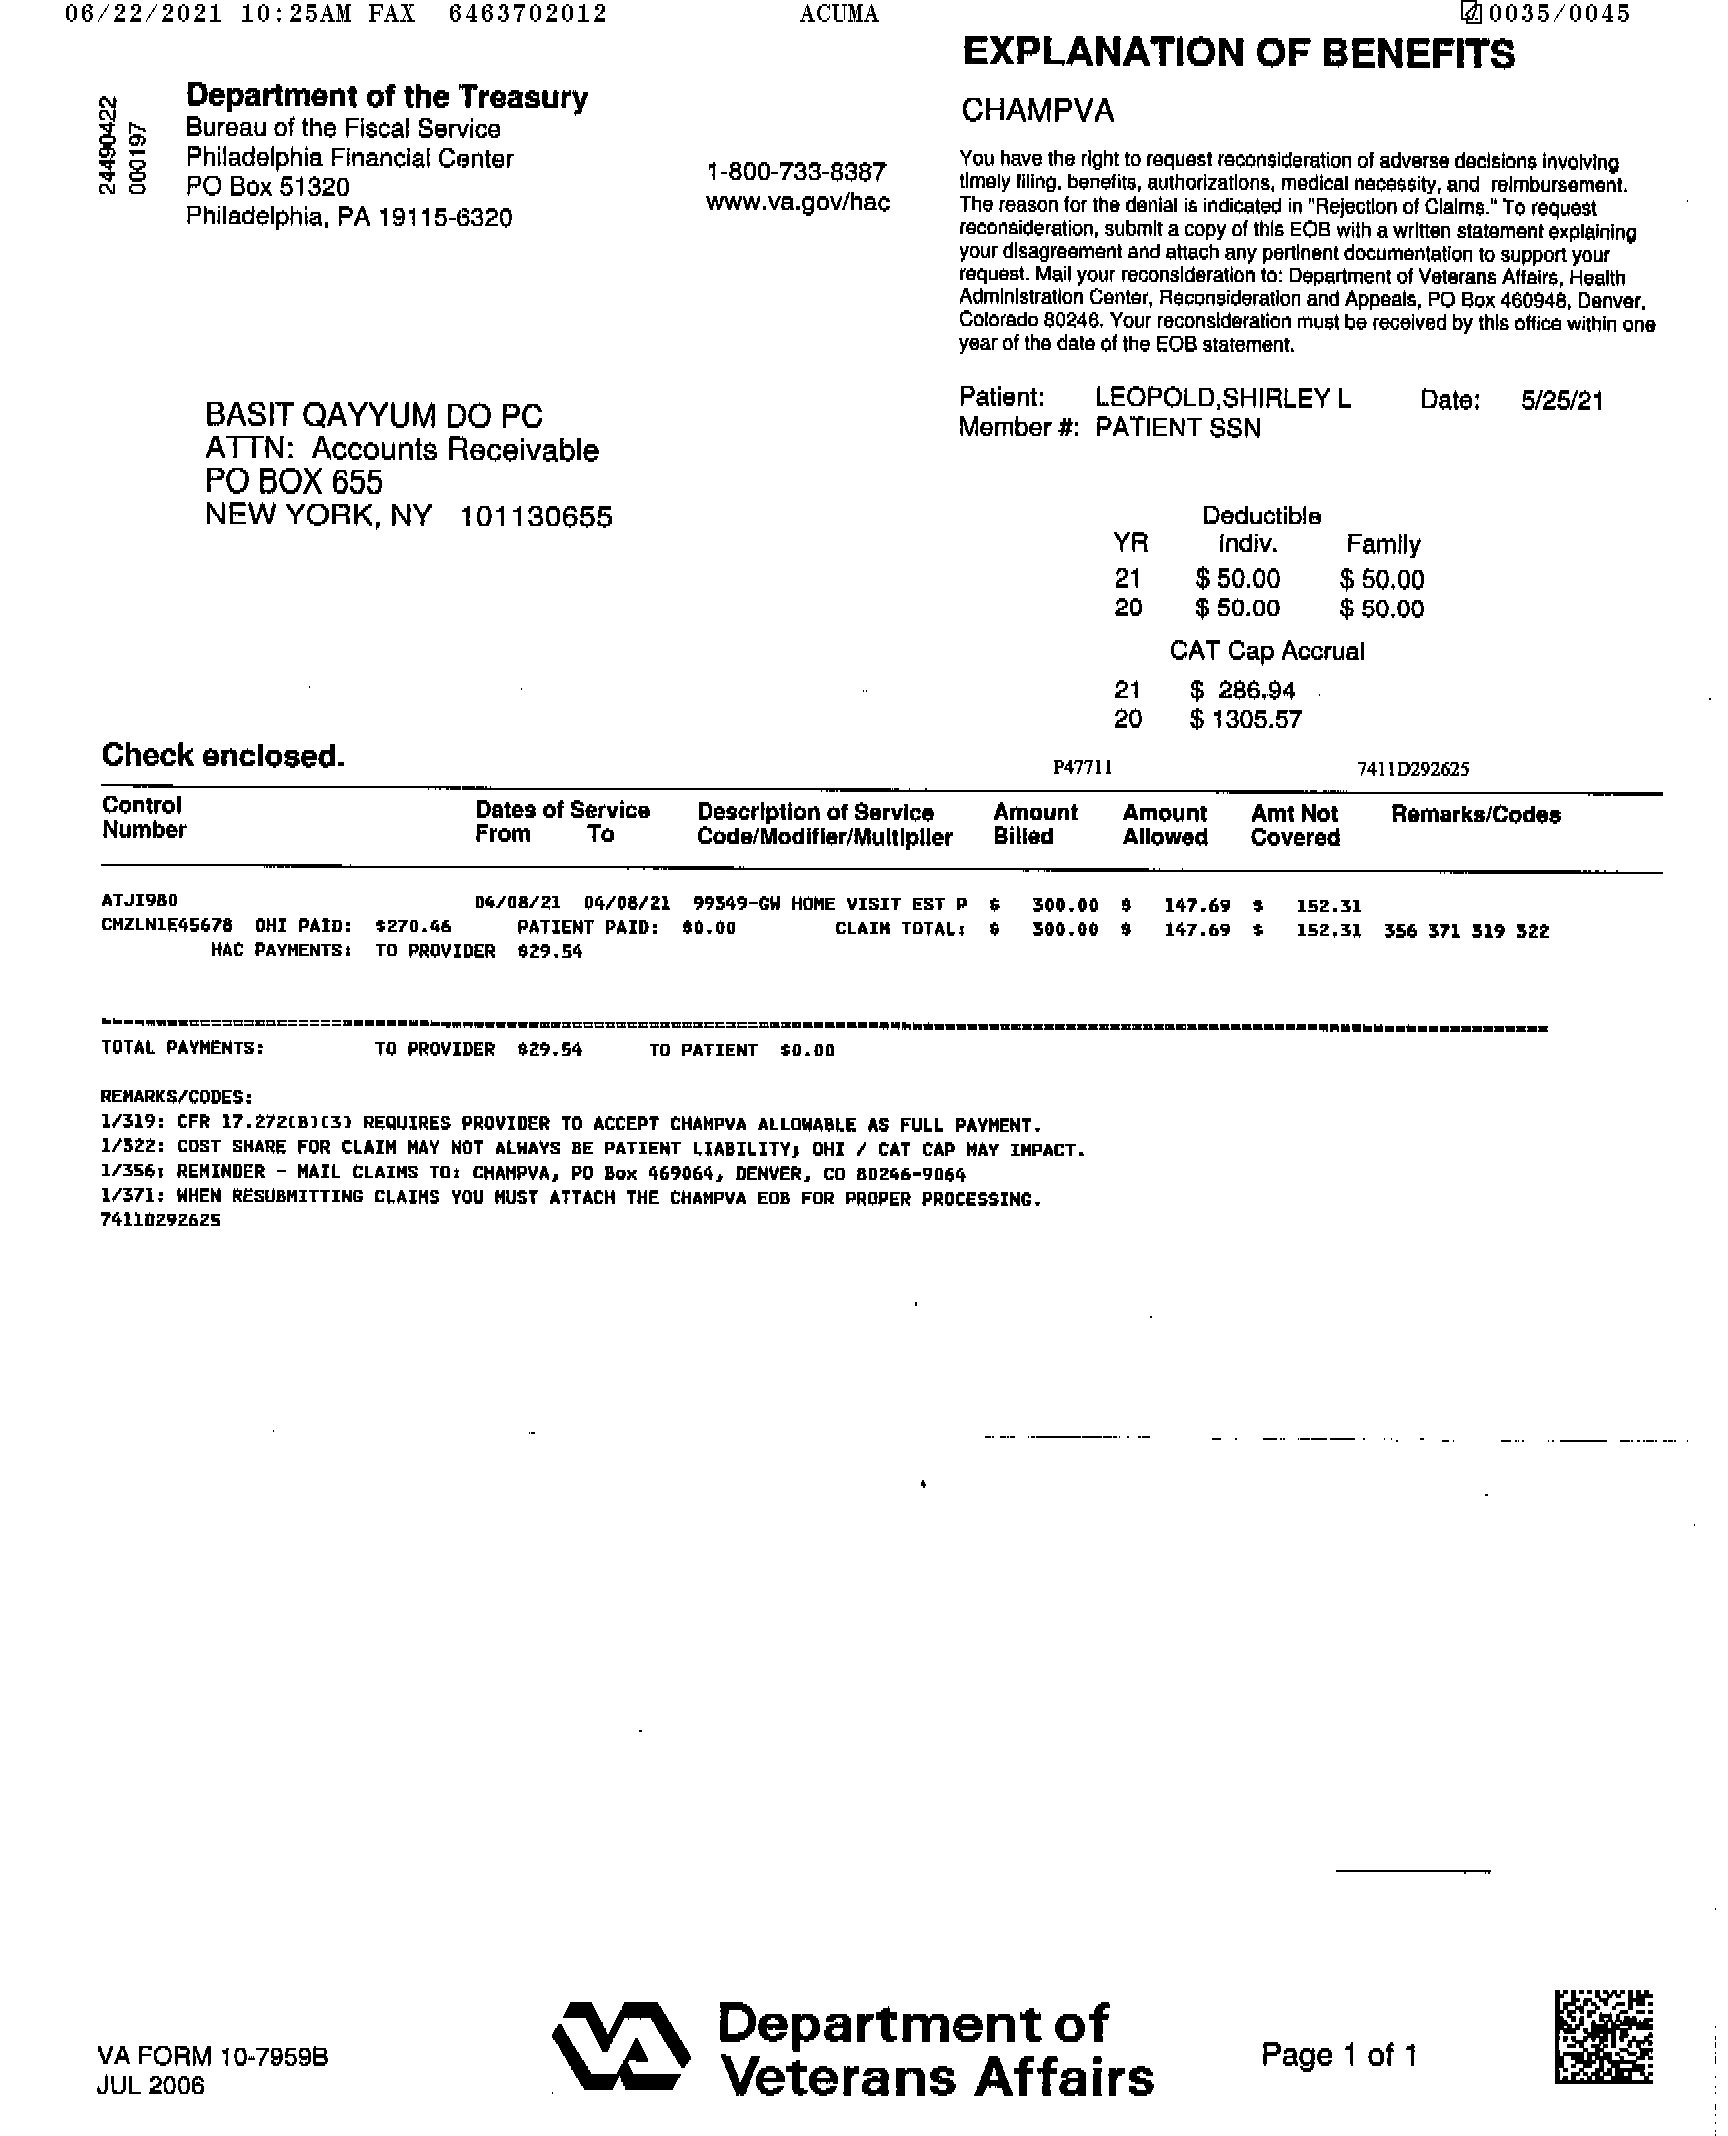 06/22/2021 10:25AM FAX 6463702012 ACUMA 0035/0045
EXPLANATION OF BENEFITS
24490422
000197
Department of the Treasury
Bureau of the Fiscal Service
Philadelphia Financial Center
PO Box 51320
Philadelphia, PA 19115-6320
1-800-733-8387
www.va.gov/hac
CHAMPVA
You have the right to request reconsideration of adverse decisions involving
timely filing, benefits, authorizations, medical necessity, and reimbursement.
The reason for the denial is indicated in "Rejection of Claims." To request
reconsideration, submit a copy of this EOB with a written statement explaining
your disagreement and attach any pertinent documentation to support your
request. Mail your reconsideration to: Department of Veterans Affairs, Health
Administration Center, Reconsideration and Appeals, PO Box 460948, Denver,
Colorado 80246. Your reconsideration must be received by this office within one
year of the date of the EOB statement.
BASIT QAYYUM DO PC
ATTN: Accounts Receivable
PO BOX 655
NEW YORK, NY 101130655
Patient: LEOPOLD,SHIRLEY L Date: 5/25/21
Member #: PATIENT SSN
Deductible
YR Indiv. Family
21 $ 50.00 $ 50.00
20 $ 50.00 $ 50.00
CAT Cap Accrual
21 $ 286.94
20 $ 1305.57
Check enclosed.
P47711 7411D292625
Control Dates of Service Description of Service Amount Amount Amt Not Remarks/Codes
Number From To Code/Modifier/Multiplier Billed Allowed Covered
ATJI980 04/08/21 04/08/21 99349-GW HOME VISIT EST P $ 300.00 $ 147.69 $ 152.31
CMZLN1E45678 OHI PAID: $270.46 PATIENT PAID: $0.00 CLAIM TOTAL: $ 300.00 $ 147.69 $ 152.31 356 371 319 322
HAC PAYMENTS: TO PROVIDER $29.54
TOTAL PAYMENTS: TO PROVIDER $29.54 TO PATIENT $0.00
REMARKS/CODES:
1/319: CFR 17.272(B)(3) REQUIRES PROVIDER TO ACCEPT CHAMPVA ALLOWABLE AS FULL PAYMENT.
1/322: COST SHARE FOR CLAIM MAY NOT ALWAYS BE PATIENT LIABILITY; OHI / CAT CAP MAY IMPACT.
1/356: REMINDER - MAIL CLAIMS TO: CHAMPVA, PO Box 469064, DENVER, CO 80246-9064
1/371: WHEN RESUBMITTING CLAIMS YOU MUST ATTACH THE CHAMPVA EOB FOR PROPER PROCESSING.
7411D292625
VA FORM 10-7959B
JUL 2006
VA
Department of
Veterans Affairs
Page 1 of 1